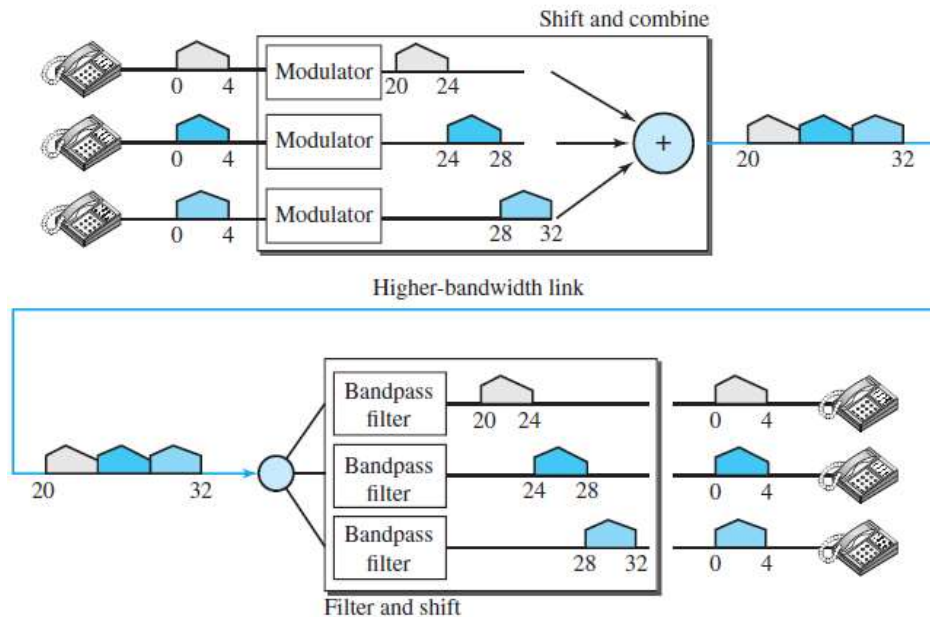 Shift and combine
0 4 Modulator 20 24
0 4 Modulator 24 28 + 20 32
0 4 Modulator 28 32
Higher-bandwidth link
Bandpass
filter 20 24 0 4
20 32 Bandpass
filter 24 28 0 4
Bandpass
filter 28 32 0 4
Filter and shift